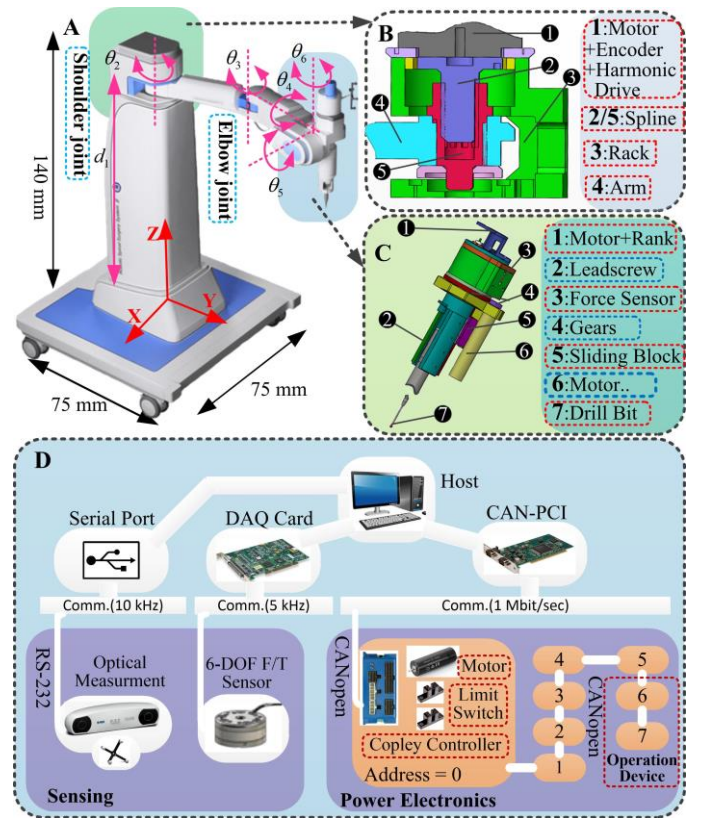 A
θ2
θ3
θ6
θ4
θ5
Shoulder joint
Elbow joint
d1
140 mm
Z
X
Y
75 mm
75 mm
B
1
2
3
4
5
1:Motor
+Encoder
+Harmonic
Drive
2/5:Spline
3:Rack
4:Arm
C
1
3
4
2
5
6
7
1:Motor+Rank
2:Leadscrew
3:Force Sensor
4:Gears
5:Sliding Block
6:Motor..
7:Drill Bit
D
Host
Serial Port
DAQ Card
CAN-PCI
Comm.(10 kHz)
Comm.(5 kHz)
Comm.(1 Mbit/sec)
RS-232
Optical
Measurment
6-DOF F/T
Sensor
Sensing
CANopen
Motor
Limit
Switch
Copley Controller
Address = 0
4
5
3
6
2
7
1
CANopen
Operation
Device
Power Electronics